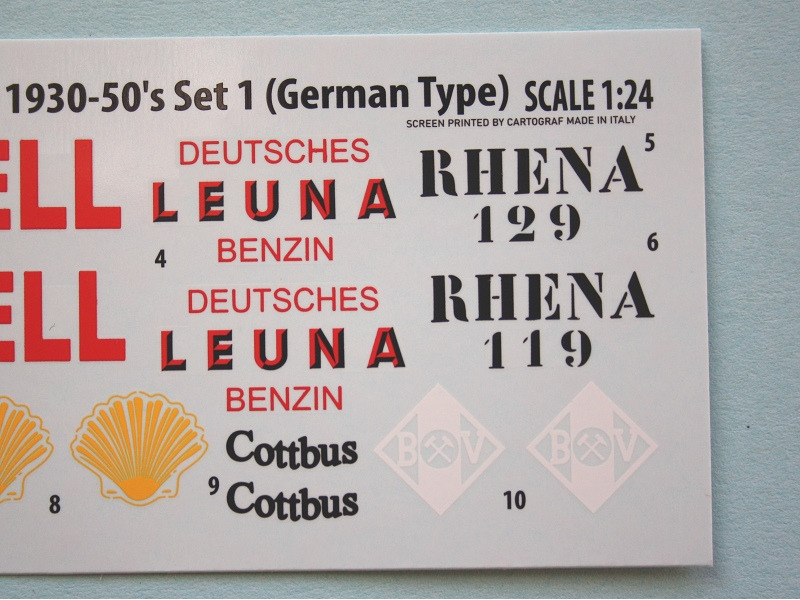 1930-50's Set 1 (German Type) SCALE 1:24
SCREEN PRINTED BY CARTOGRAF MADE IN ITALY
ELL
DEUTSCHES
LEUNA
BENZIN
4
RHENA
129
5
ELL
DEUTSCHES
LEUNA
BENZIN
RHENA
119
6
8
9
Cottbus
Cottbus
B V
B V
10